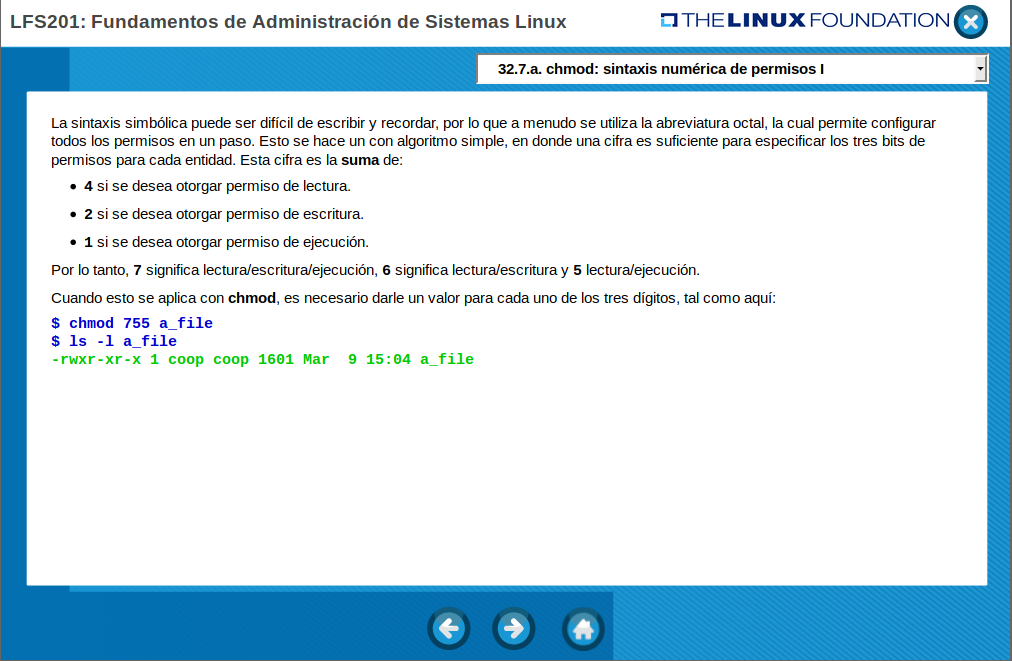 LFS201: Fundamentos de Administración de Sistemas Linux
THE LINUX FOUNDATION
32.7.a. chmod: sintaxis numérica de permisos I
La sintaxis simbólica puede ser difícil de escribir y recordar, por lo que a menudo se utiliza la abreviatura octal, la cual permite configurar
todos los permisos en un paso. Esto se hace un con algoritmo simple, en donde una cifra es suficiente para especificar los tres bits de
permisos para cada entidad. Esta cifra es la suma de:
• 4 si se desea otorgar permiso de lectura.
• 2 si se desea otorgar permiso de escritura.
• 1 si se desea otorgar permiso de ejecución.
Por lo tanto, 7 significa lectura/escritura/ejecución, 6 significa lectura/escritura y 5 lectura/ejecución.
Cuando esto se aplica con chmod, es necesario darle un valor para cada uno de los tres dígitos, tal como aquí:
$ chmod 755 a_file
$ ls -l a_file
-rwxr-xr-x 1 coop coop 1601 Mar  9 15:04 a_file